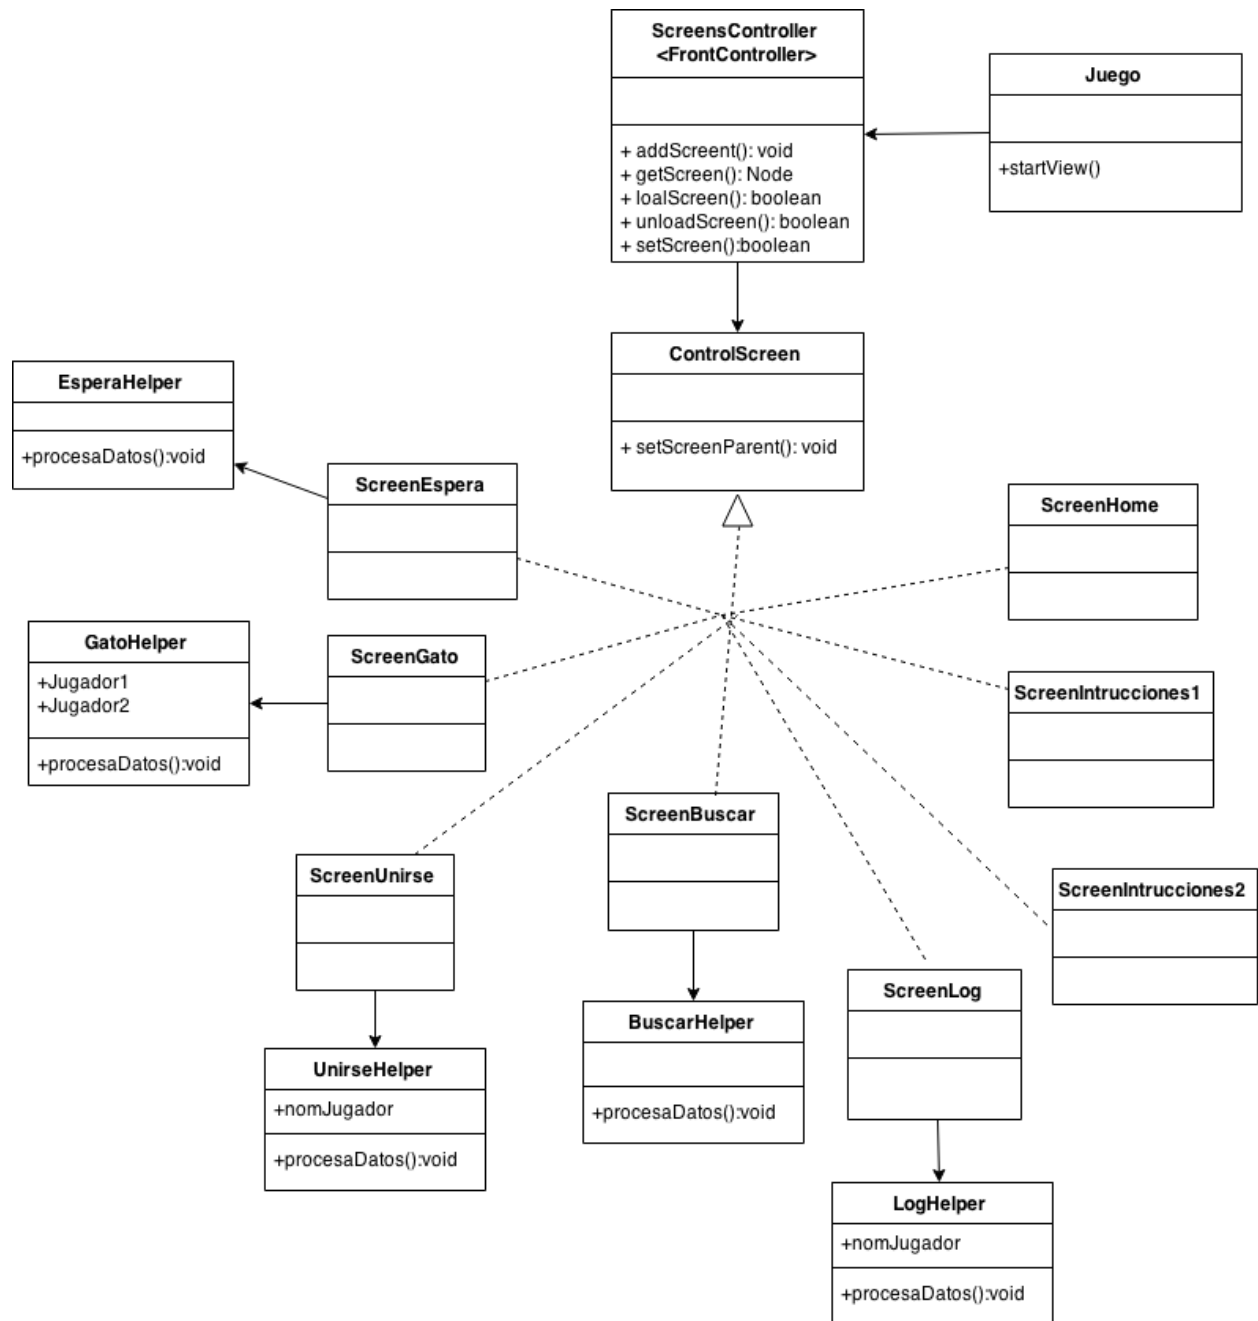 ScreensController
<FrontController>
+ addScreent(): void
+ getScreen(): Node
+ loalScreen(): boolean
+ unloadScreen(): boolean
+ setScreen():boolean
Juego
+startView()
ControlScreen
+ setScreenParent(): void
EsperaHelper
+procesaDatos():void
ScreenEspera
ScreenHome
GatoHelper
+Jugador1
+Jugador2
+procesaDatos():void
ScreenGato
ScreenIntrucciones1
ScreenBuscar
ScreenUnirse
ScreenIntrucciones2
ScreenLog
BuscarHelper
+procesaDatos():void
UnirseHelper
+nomJugador
+procesaDatos():void
LogHelper
+nomJugador
+procesaDatos():void